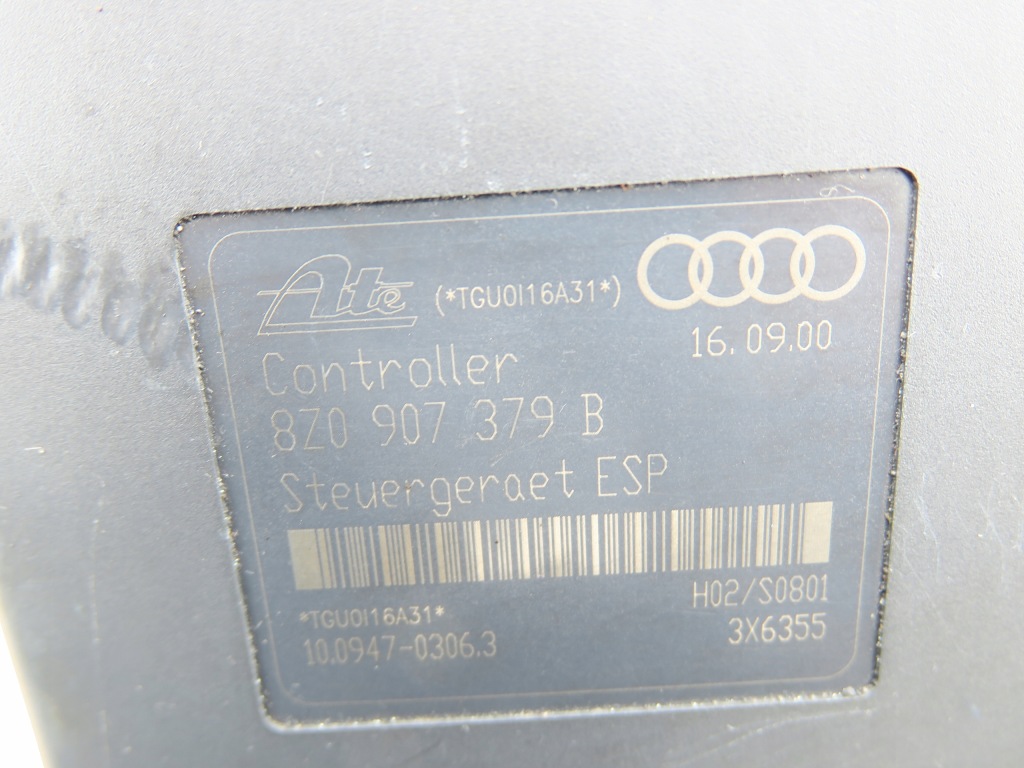 Ate (*TGU0I16A31*)
16.09.00
Controller
8Z0 907 379 B
Steuergeraet ESP
*TGU0I16A31*
H02/S0801
10.0947-0306.3
3X6355